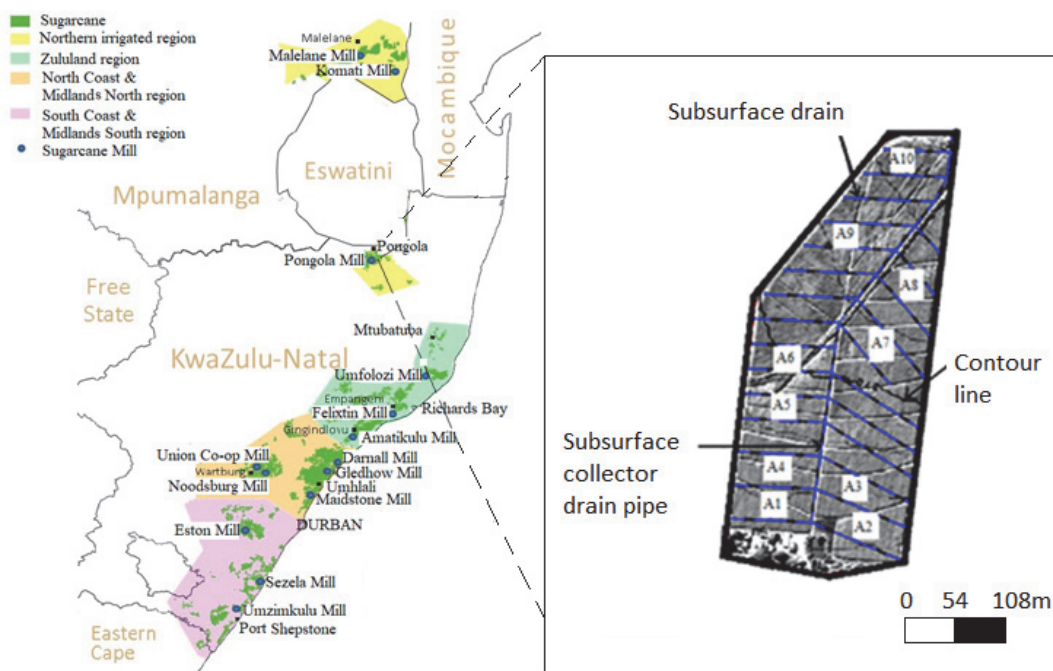 Sugarcane
Northern irrigated region
Zululand region
North Coast &
Midlands North region
South Coast &
Midlands South region
Sugarcane Mill
Malelane
Malelane Mill
Komati Mill
Mocambique
Eswatini
Mpumalanga
Pongola
Pongola Mill
Free
State
Mtubatuba
KwaZulu-Natal
Umfolozi Mill
Empangeni
Felixtin Mill
Richards Bay
Gingindlovu
Amatikulu Mill
Union Co-op Mill
Darnall Mill
Wartburg
Gledhow Mill
Noodsburg Mill
Umhlali
Maidstone Mill
DURBAN
Eston Mill
Sezela Mill
Umzimkulu Mill
Port Shepstone
Eastern
Cape
Subsurface drain
A10
A9
A8
A7
A6
Contour
line
A5
Subsurface
collector
drain pipe
A4
A3
A1
A2
0 54 108m